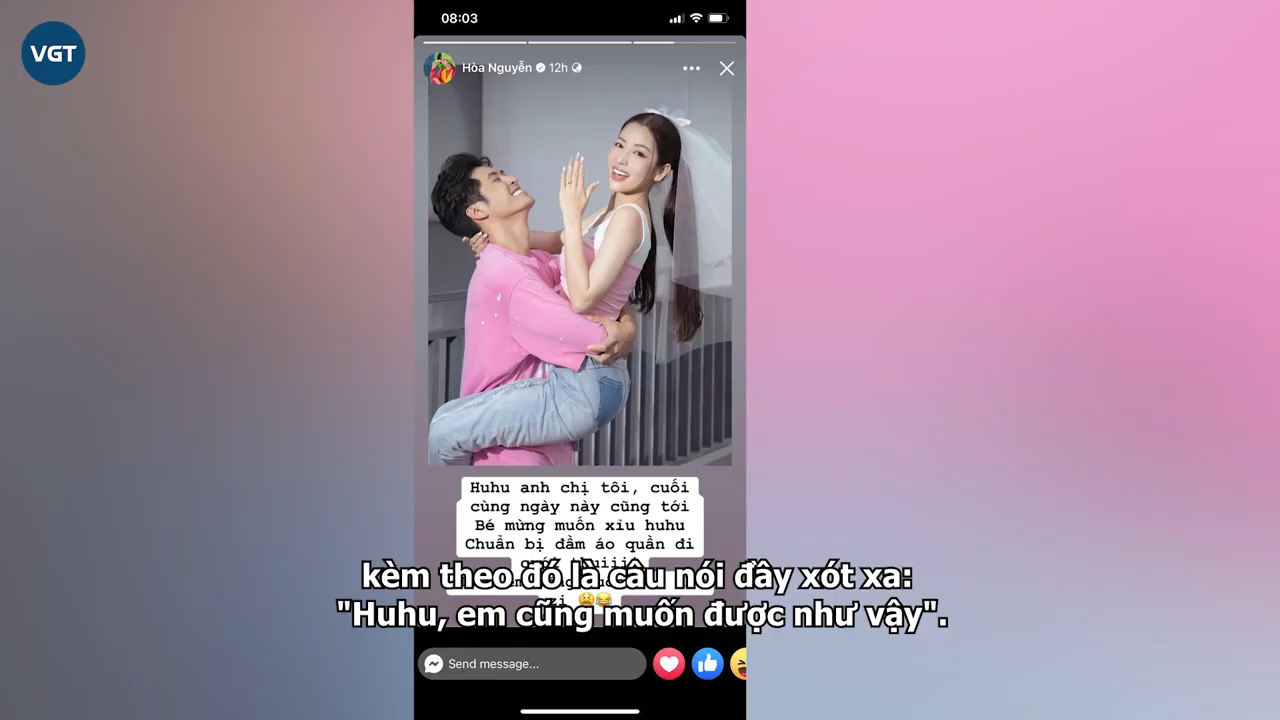 VGT
08:03
Hòa Nguyễn 12h
Huhu anh chị tôi, cuối
cùng ngày này cũng tới
Bé mừng muốn xỉu huhu
Chuẩn bị đầm áo quần đi
kèm theo đó là câu nói đầy xót xa:
"Huhu, em cũng muốn được như vậy".
Send message...